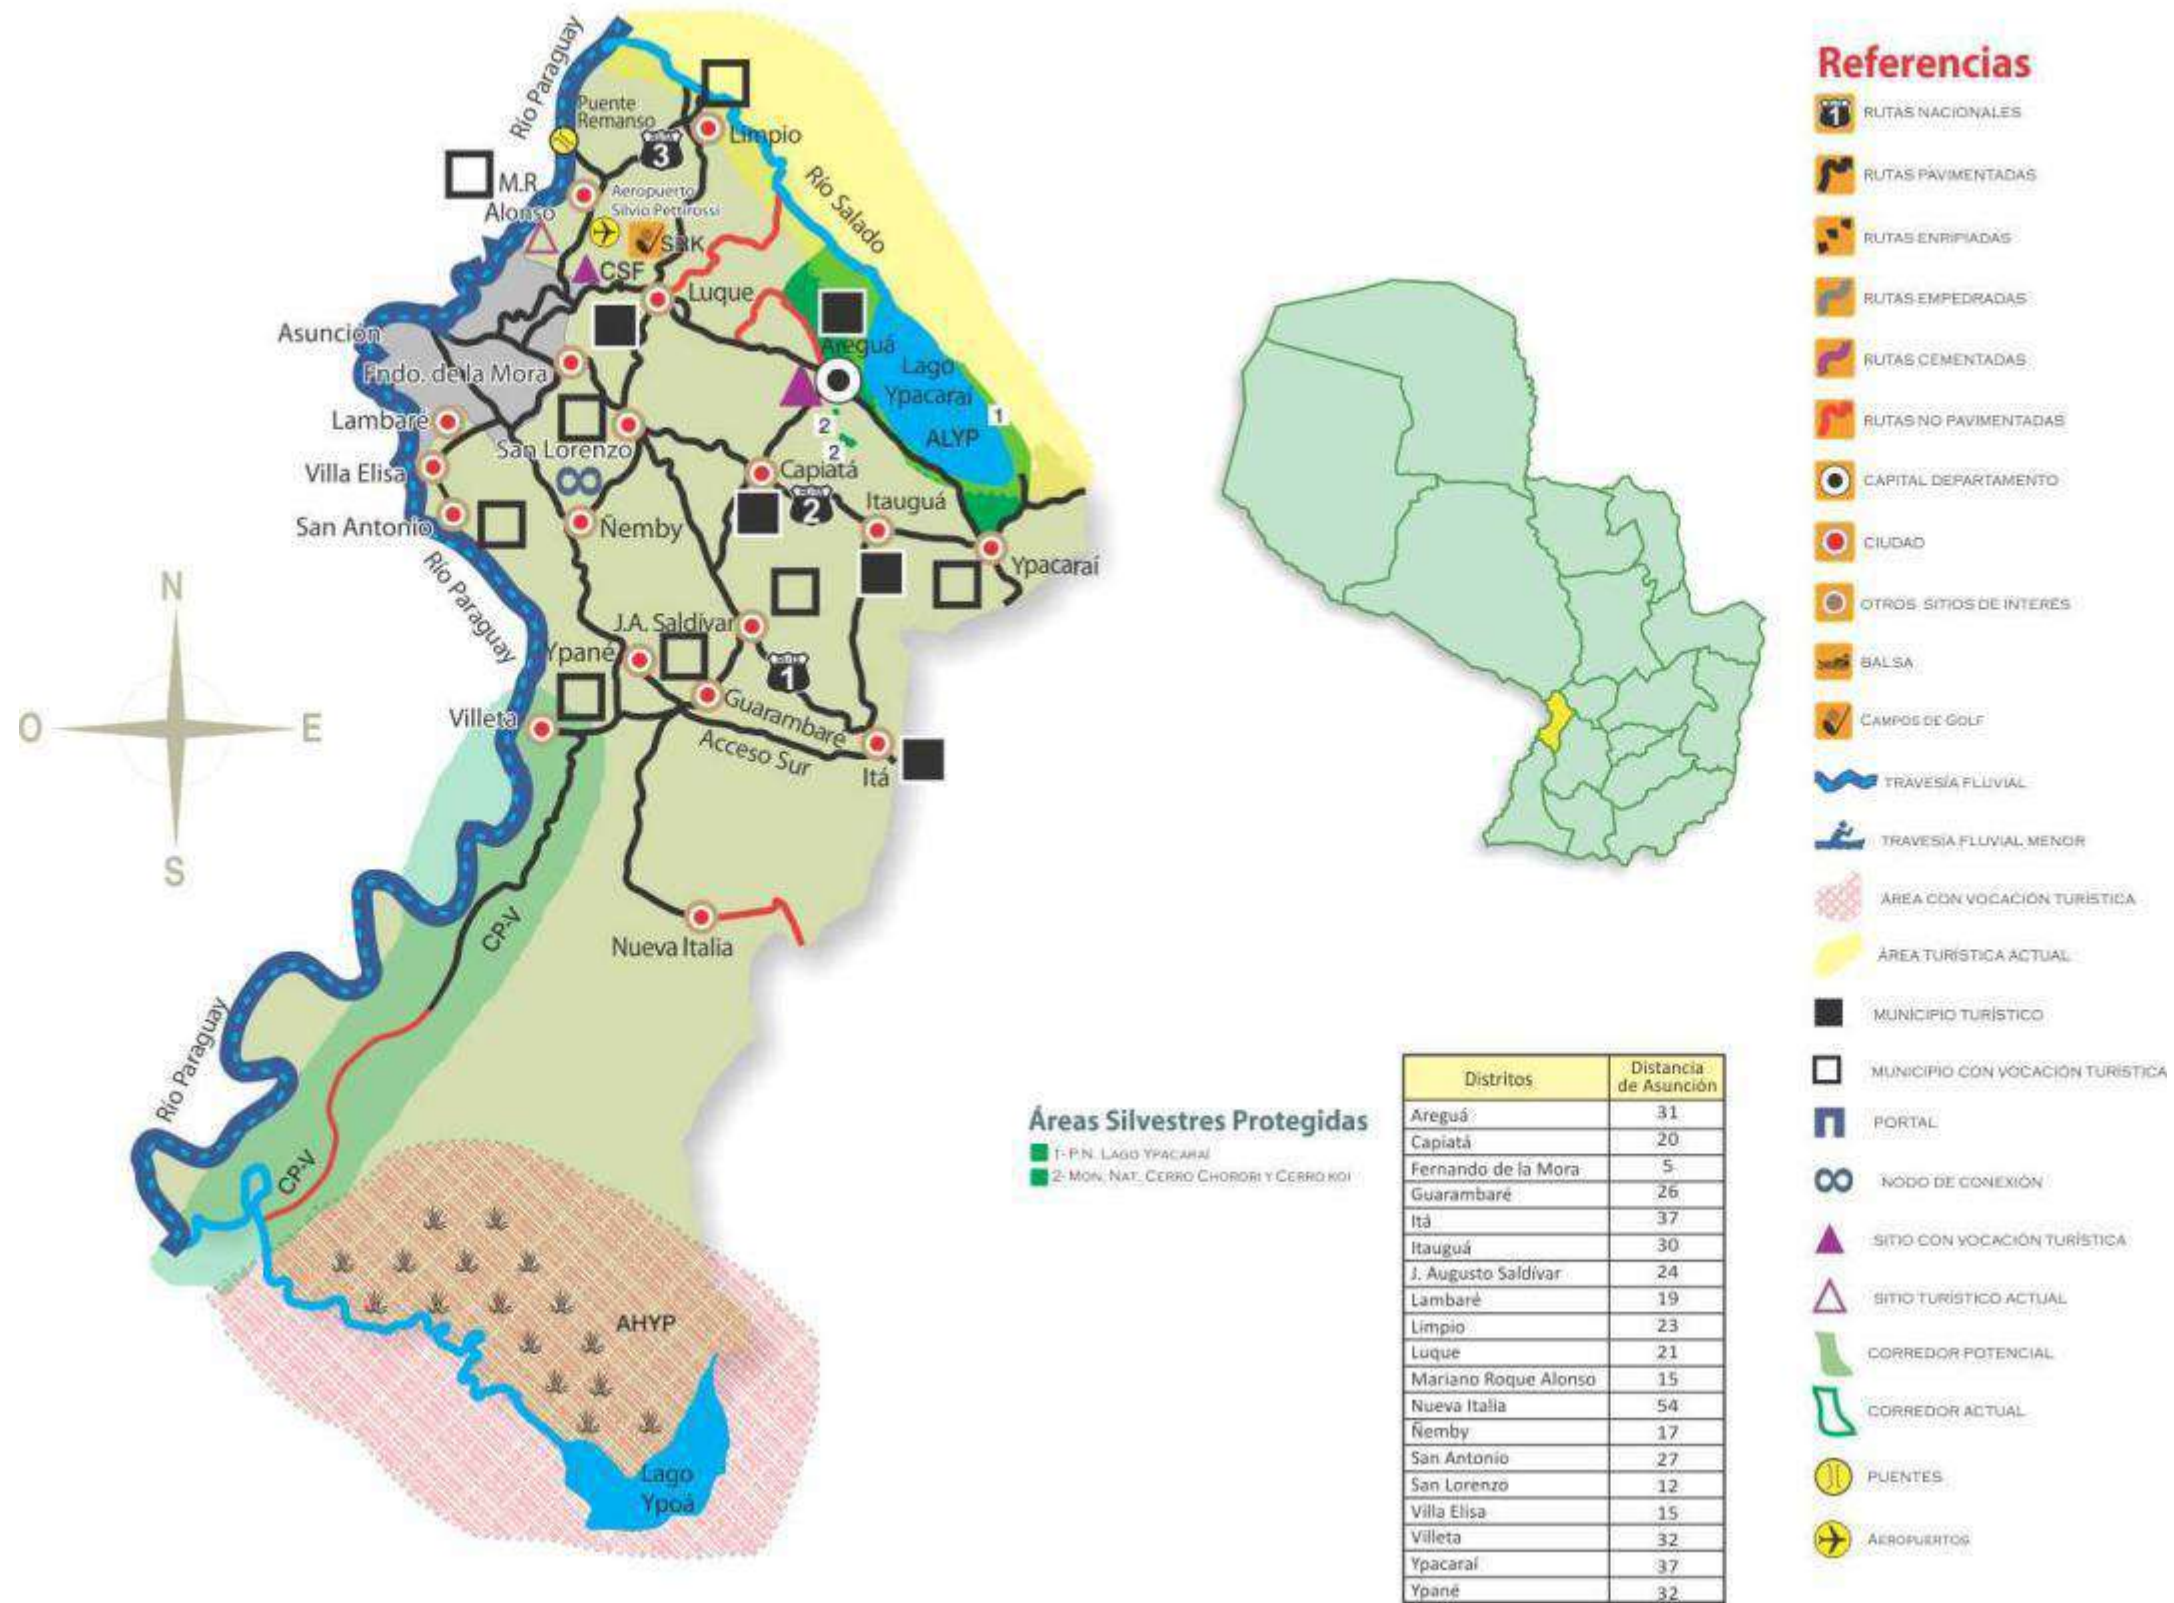 Río Paraguay
Puente
Remanso
3
Limpio
M.R.
Alonso
Aeropuerto
Silvio Pettirossi
Río Salado
SBK
CSF
Luque
Asunción
Areguá
Fndo. de la Mora
Lago
Ypacaraí
ALYP
1
2
2
Lambaré
San Lorenzo
Villa Elisa
Capiatá
2
Itauguá
San Antonio
Ñemby
Río Paraguay
Ypacaraí
J.A. Saldívar
Ypané
1
Villeta
Guarambaré
Acceso Sur
Itá
N
O
E
S
CP-V
Nueva Italia
Río Paraguay
CP-V
AHYP
Lago
Ypoá
Áreas Silvestres Protegidas
1- P.N. LAGO YPACARAÍ
2- MON. NAT. CERRO CHORORI Y CERRO KOI
Distritos Distancia de Asunción
Areguá 31
Capiatá 20
Fernando de la Mora 5
Guarambaré 26
Itá 37
Itauguá 30
J. Augusto Saldívar 24
Lambaré 19
Limpio 23
Luque 21
Mariano Roque Alonso 15
Nueva Italia 54
Ñemby 17
San Antonio 27
San Lorenzo 12
Villa Elisa 15
Villeta 32
Ypacaraí 37
Ypané 32
Referencias
1 RUTAS NACIONALES
RUTAS PAVIMENTADAS
RUTAS ENRIPIADAS
RUTAS EMPEDRADAS
RUTAS CEMENTADAS
RUTAS NO PAVIMENTADAS
CAPITAL DEPARTAMENTO
CIUDAD
OTROS SITIOS DE INTERÉS
BALSA
CAMPOS DE GOLF
TRAVESÍA FLUVIAL
TRAVESÍA FLUVIAL MENOR
ÁREA CON VOCACIÓN TURÍSTICA
ÁREA TURÍSTICA ACTUAL
MUNICIPIO TURÍSTICO
MUNICIPIO CON VOCACIÓN TURÍSTICA
PORTAL
NODO DE CONEXIÓN
SITIO CON VOCACIÓN TURÍSTICA
SITIO TURÍSTICO ACTUAL
CORREDOR POTENCIAL
CORREDOR ACTUAL
PUENTES
AEROPUERTOS